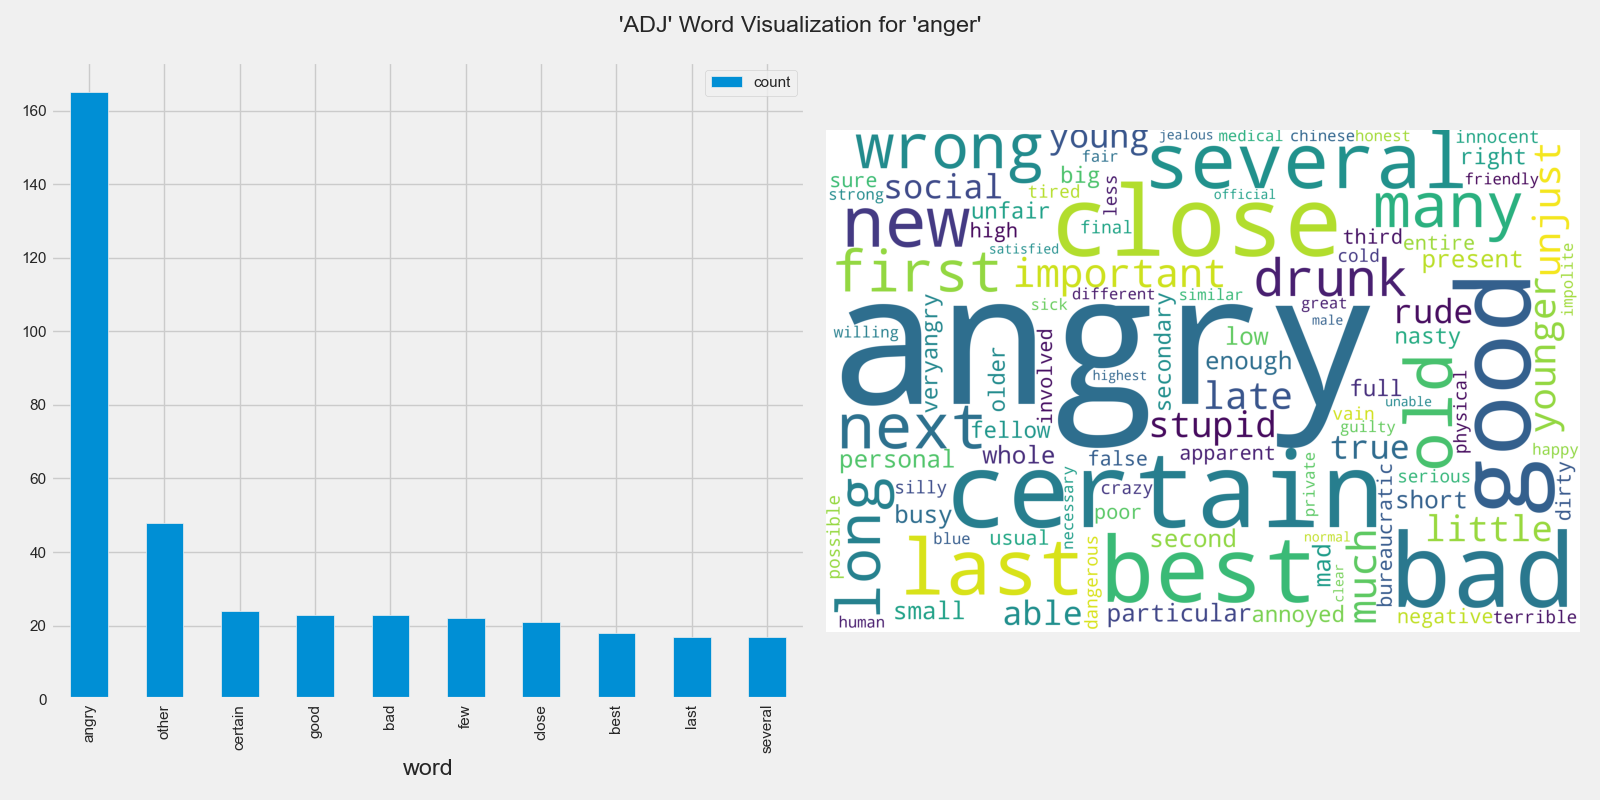 'ADJ' Word Visualization for 'anger'
count
160
140
120
100
80
60
40
20
0
angry
other
certain
good
bad
few
close
best
last
several
word
wrong
young
jealous
medical
chinese
honest
innocent
fair
several
right
sure
social
big
less
friendly
strong
tired
official
many
unjust
new
unfair
close
high
final
third
entire
satisfied
cold
present
impolite
first
important
drunk
different
similar
great
sick
male
rude
good
younger
willing
veryangry
angry
low
nasty
older
involved
secondary
enough
highest
late
full
unable
old
physical
next
fellow
stupid
vain
guilty
true
happy
personal
whole
false
apparent
serious
private
bureaucratic
dirty
long
silly
certain
crazy
necessary
short
possible
busy
poor
little
blue
usual
second
normal
last
best
mad
clear
much
bad
dangerous
small
able
particular
annoyed
negative
terrible
human